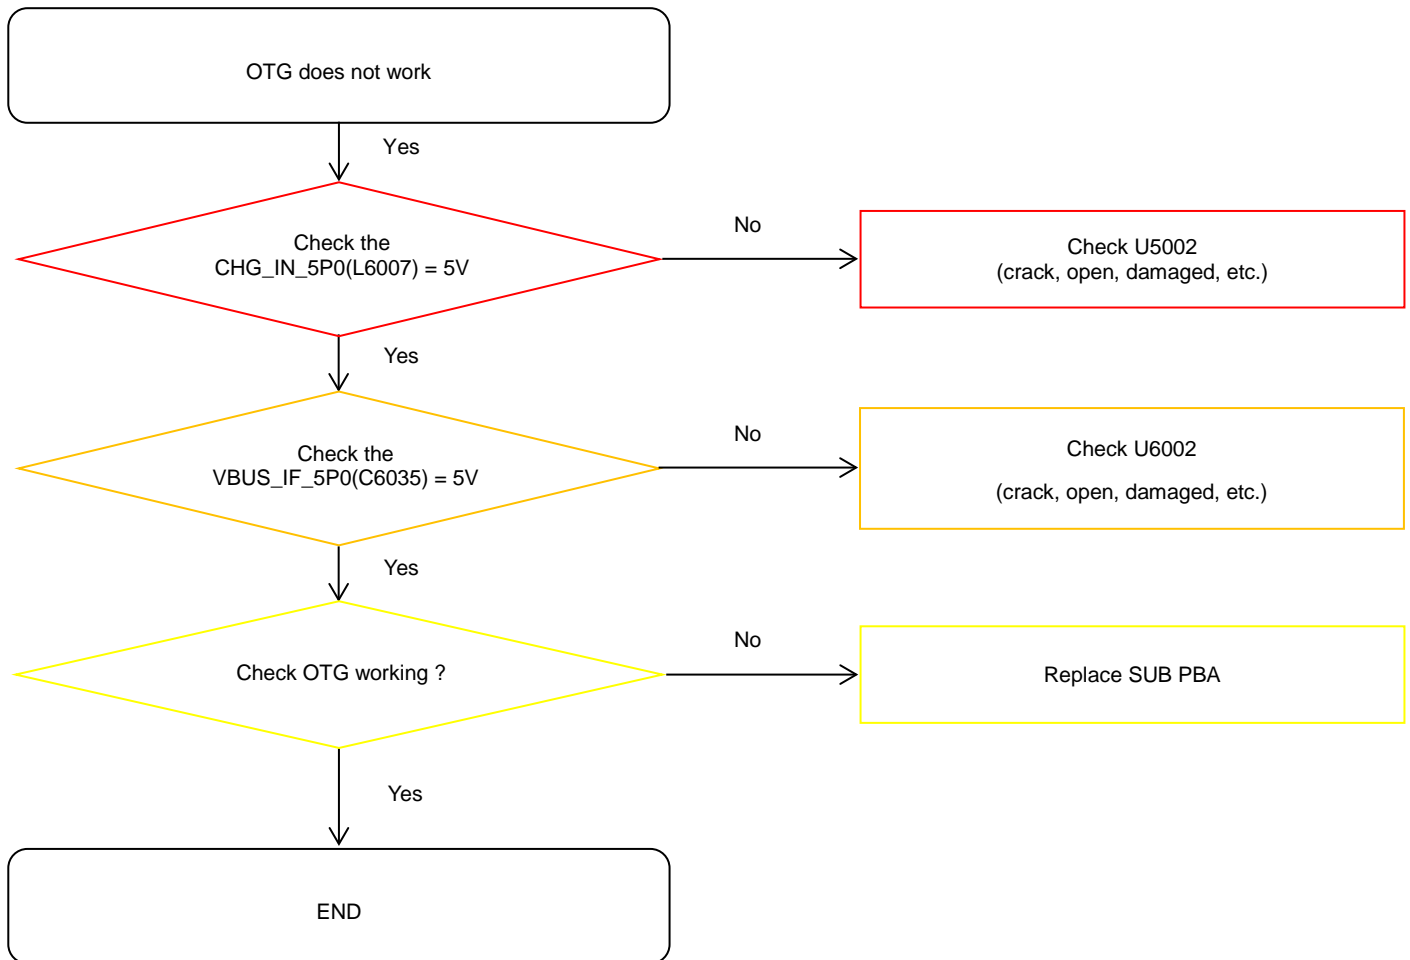 OTG does not work
Yes
Check the
CHG_IN_5P0(L6007) = 5V
No
Check U5002
(crack, open, damaged, etc.)
Yes
Check the
VBUS_IF_5P0(C6035) = 5V
No
Check U6002
(crack, open, damaged, etc.)
Yes
Check OTG working ?
No
Replace SUB PBA
Yes
END